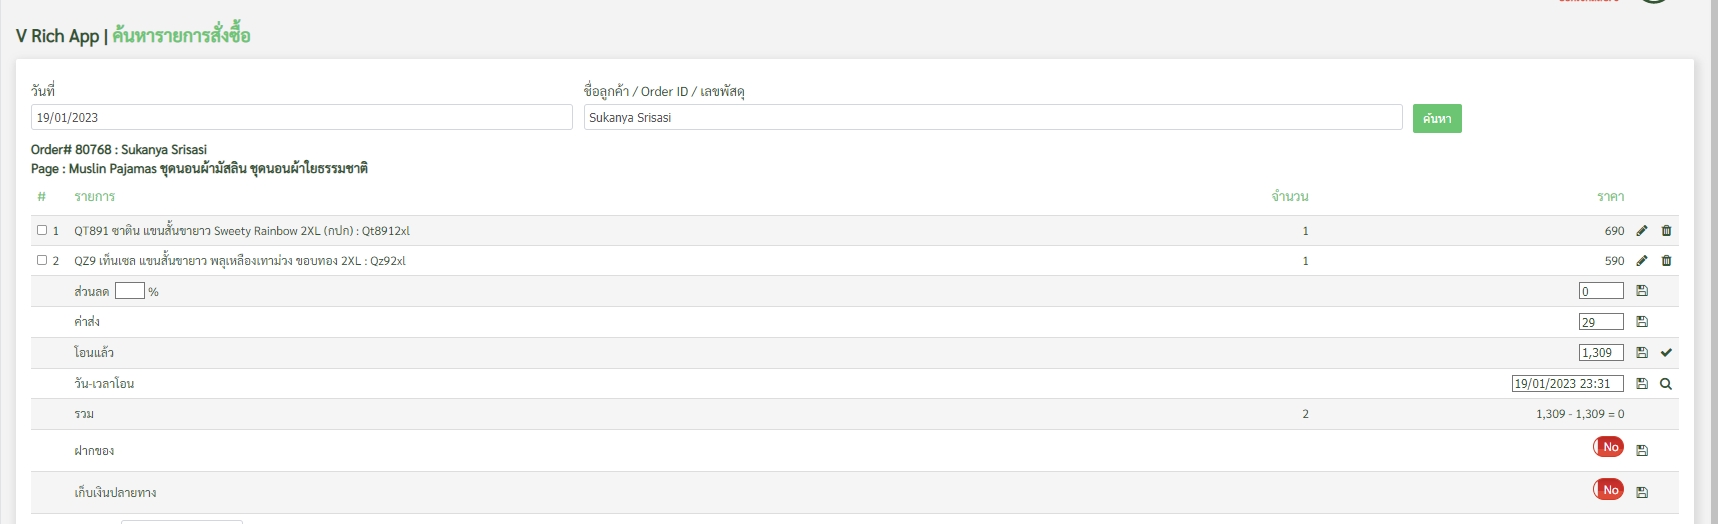 V Rich App | ค้นหารายการสั่งซื้อ
วันที่
ชื่อลูกค้า / Order ID / เลขพัสดุ
19/01/2023
Sukanya Srisasi
ค้นหา
Order# 80768 : Sukanya Srisasi
Page : Muslin Pajamas ชุดนอนผ้ามัสลิน ชุดนอนผ้าใยธรรมชาติ
# รายการ จำนวน ราคา
1 QT891 ซาติน แขนสั้นขายาว Sweety Rainbow 2XL (กปก) : Qt8912xl 1 690
2 QZ9 เท็นเซล แขนสั้นขายาว พลุเหลืองเทาม่วง ขอบทอง 2XL : Qz92xl 1 590
ส่วนลด % 0
ค่าส่ง 29
โอนแล้ว 1,309
วัน-เวลาโอน 19/01/2023 23:31
รวม 2 1,309 - 1,309 = 0
ฝากของ No
เก็บเงินปลายทาง No